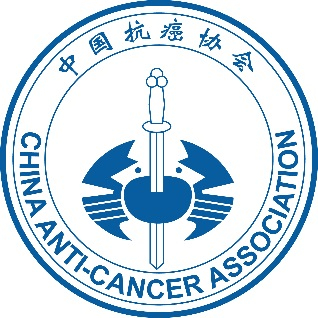 中国抗癌协会
CHINA ANTI-CANCER ASSOCIATION